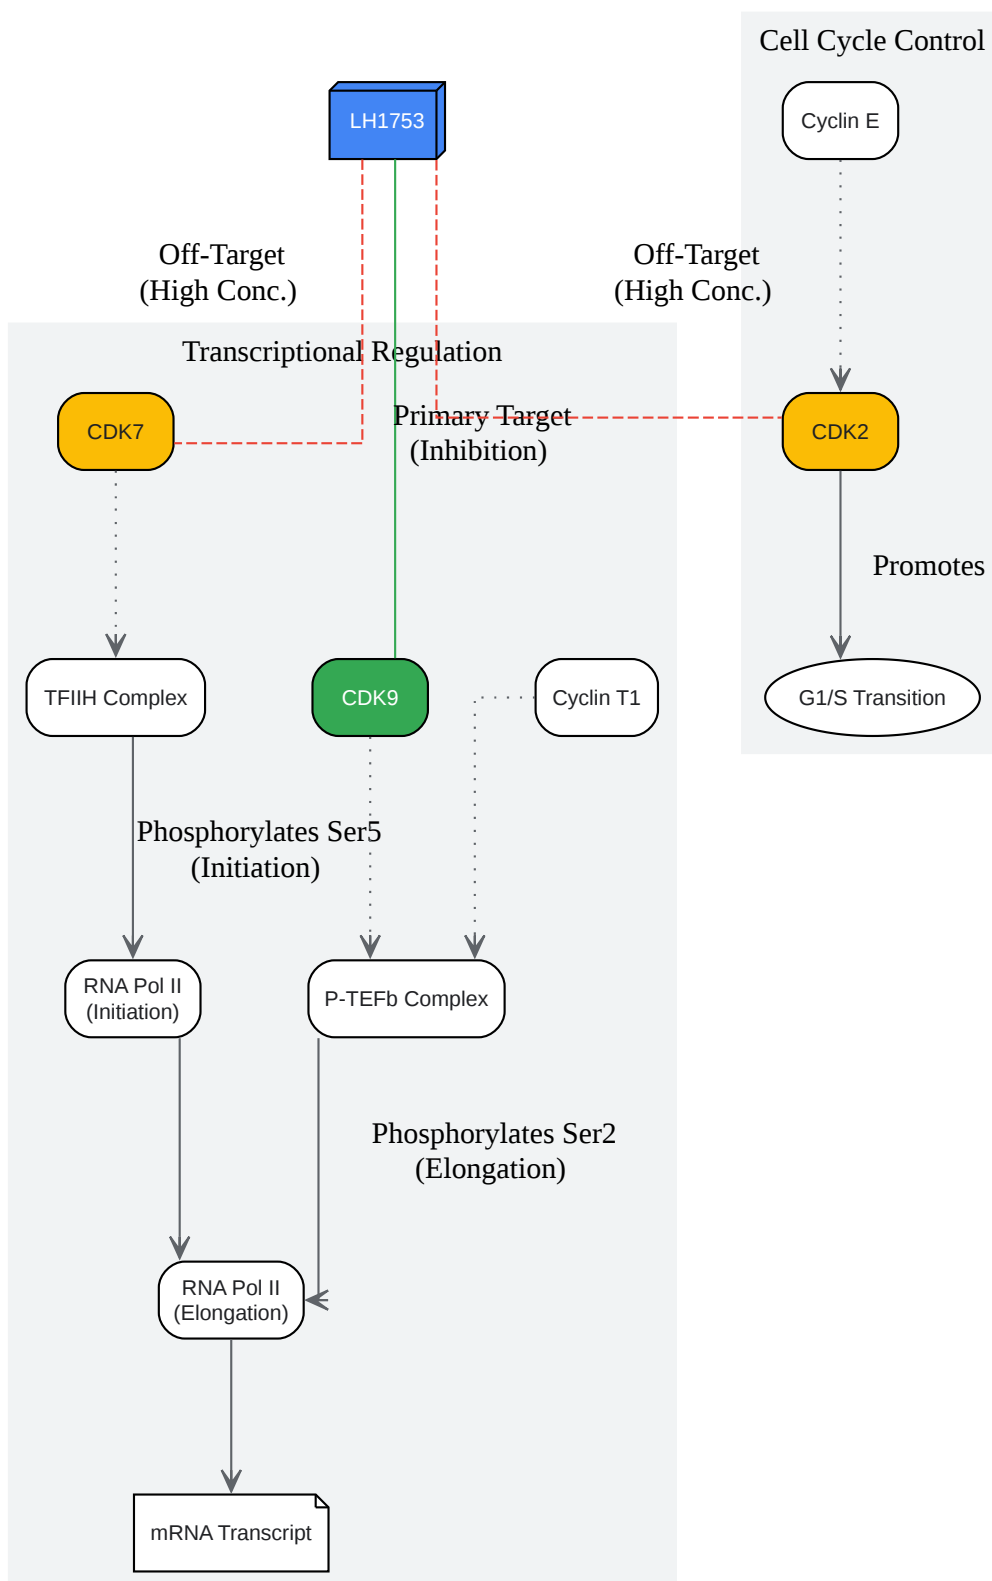 Cell Cycle Control
LH1753
Cyclin E
Off-Target
(High Conc.)
Off-Target
(High Conc.)
Transcriptional Regulation
CDK7
Primary Target
(Inhibition)
CDK2
Promotes
TFIIH Complex
CDK9
Cyclin T1
G1/S Transition
Phosphorylates Ser5
(Initiation)
RNA Pol II
(Initiation)
P-TEFb Complex
Phosphorylates Ser2
(Elongation)
RNA Pol II
(Elongation)
mRNA Transcript